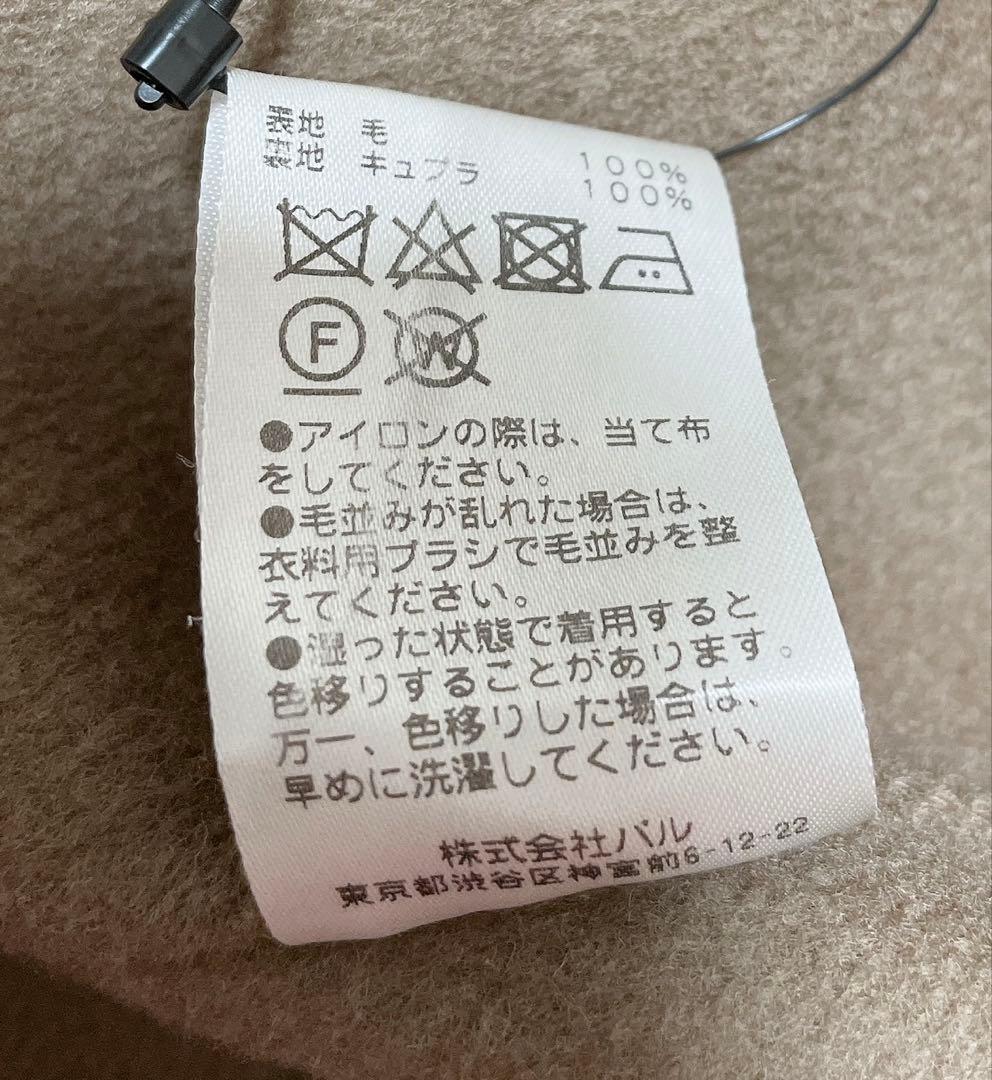 表地 毛 100%
裏地 キュプラ 100%
F W
●アイロンの際は、当て布
をしてください。
●毛並みが乱れた場合は、
衣料用ブラシで毛並みを整
えてください。
●湿った状態で着用すると
色移りすることがあります。
万一、色移りした場合は、
早めに洗濯してください。
株式会社パル
東京都渋谷区神宮前6-12-22